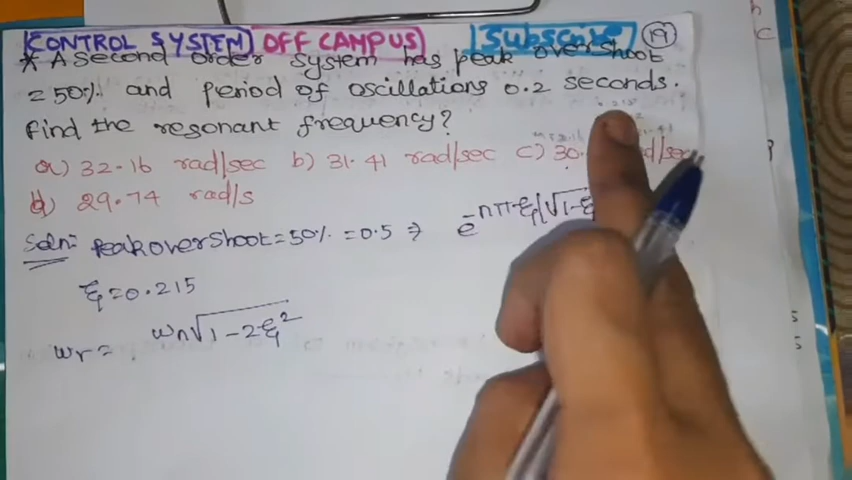 CONTROL SYSTEM OFF CAMPUS Subscribe 19
* A Second Order System has peak overshoot
= 50% and period of oscillations 0.2 seconds.
Find the resonant frequency?
a) 32.16 rad/sec b) 31.41 rad/sec c) 30. rad/sec
d) 29.74 rad/s
Soln: Peak overshoot = 50% = 0.5 ⇒ e^-nπξ/√1-ξ
ξ = 0.215
ωr = ωn√1-2ξ²